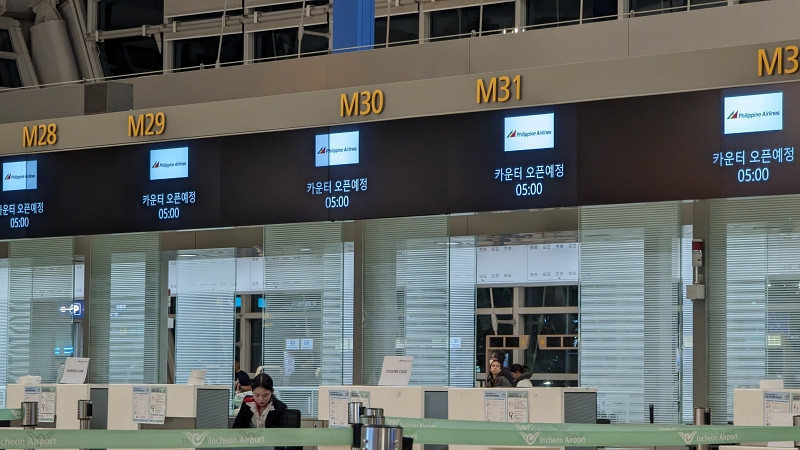 M28
M29
M30
M31
M3
Philippine Airlines
Philippine Airlines
Philippine Airlines
Philippine Airlines
Philippine Airlines
카운터 오픈예정
05:00
카운터 오픈예정
05:00
카운터 오픈예정
05:00
카운터 오픈예정
05:00
카운터 오픈예정
05:00
P
Incheon Airport
Incheon Airport
Incheon Airport
Incheon Airport